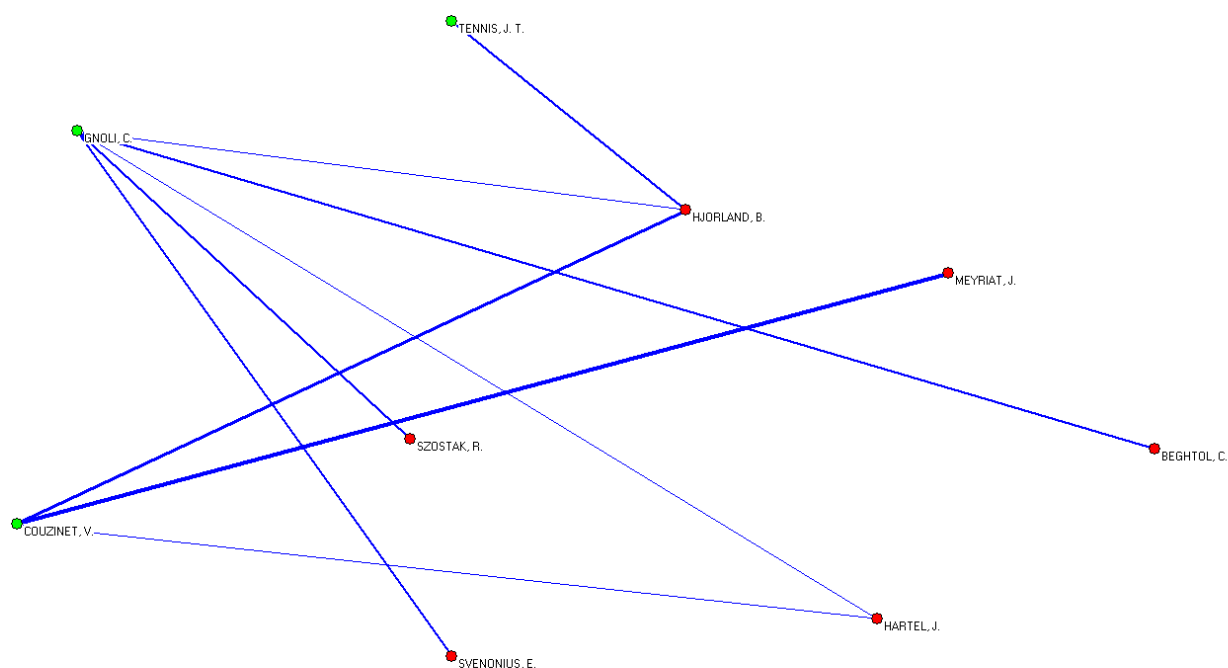 TENNIS, J. T.
GNOLI, C.
HJORLAND, B.
MEYRIAT, J.
SZOSTAK, R.
BEGHTOL, C.
COUZINET, V.
HARTEL, J.
SVENONIUS. E.